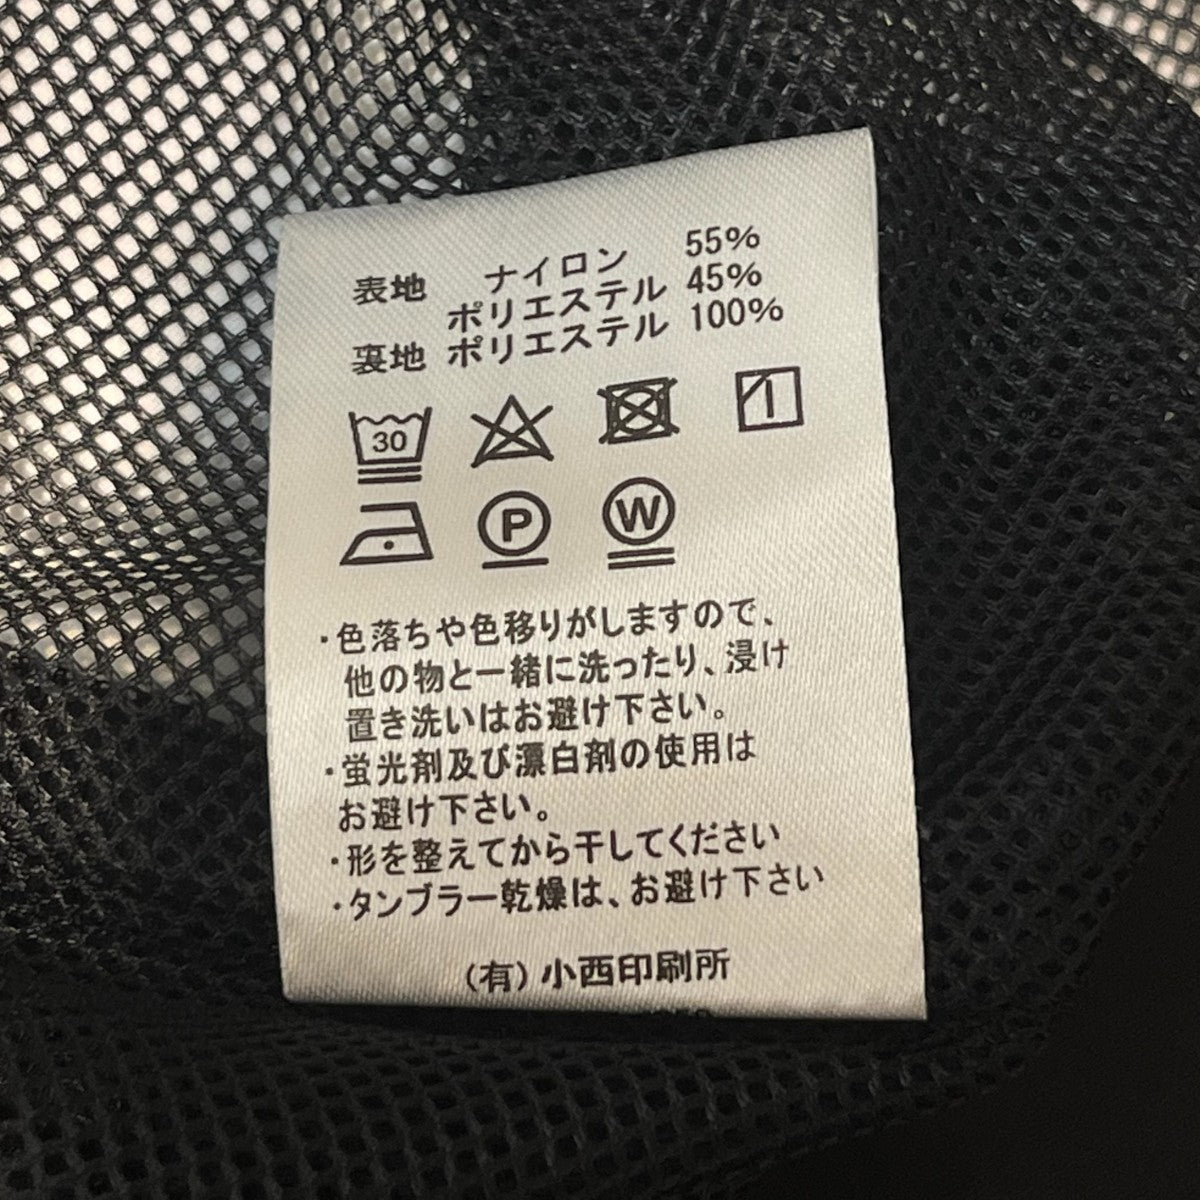 表地 ナイロン 55%
ポリエステル 45%
裏地 ポリエステル 100%
30
P W
・色落ちや色移りがしますので、
他の物と一緒に洗ったり、浸け
置き洗いはお避け下さい。
・蛍光剤及び漂白剤の使用は
お避け下さい。
・形を整えてから干してください
・タンブラー乾燥は、お避け下さい
(有)小西印刷所